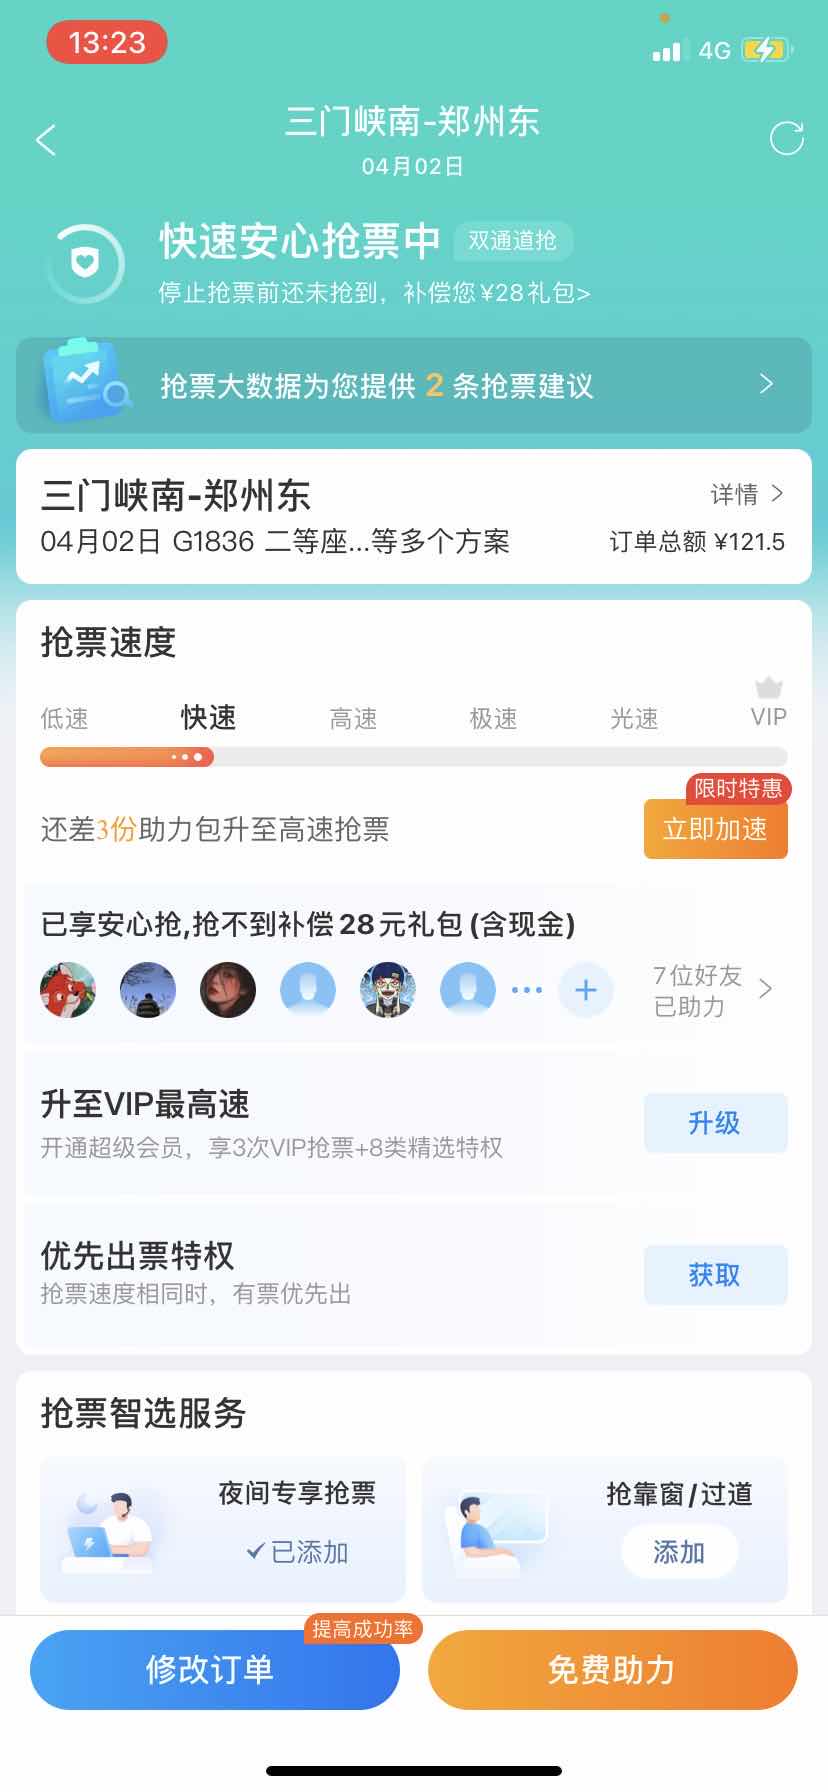 13:23
4G
三门峡南-郑州东
04月02日
快速安心抢票中 双通道抢
停止抢票前还未抢到，补偿您¥28礼包>
抢票大数据为您提供 2 条抢票建议
三门峡南-郑州东 详情
04月02日 G1836 二等座...等多个方案 订单总额 ¥121.5
抢票速度
低速 快速 高速 极速 光速 VIP
限时特惠
还差3份助力包升至高速抢票 立即加速
已享安心抢,抢不到补偿28元礼包(含现金)
7位好友
已助力
升至VIP最高速
开通超级会员，享3次VIP抢票+8类精选特权
升级
优先出票特权
抢票速度相同时，有票优先出
获取
抢票智选服务
夜间专享抢票
已添加
抢靠窗/过道
添加
提高成功率
修改订单
免费助力